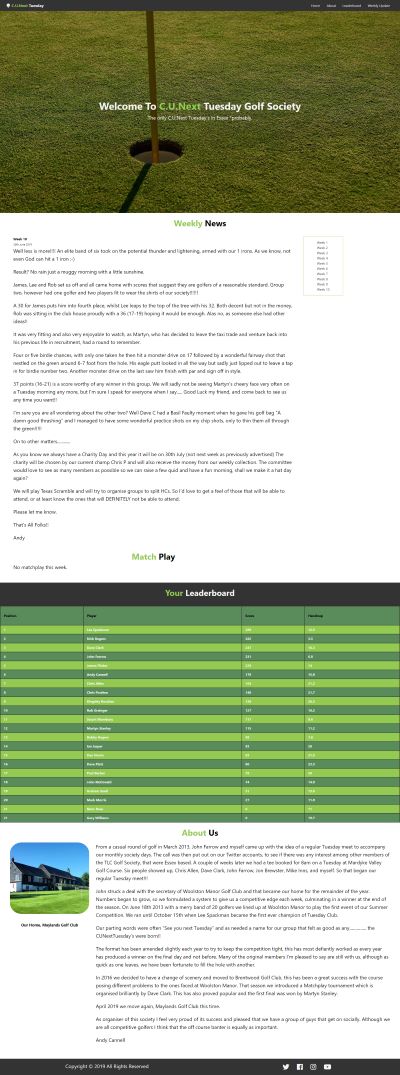 C.U.Next Tuesday
Home About Leaderboard Weekly Update
Welcome To C.U.Next Tuesday Golf Society
The only C.U.Next Tuesday's in Essex *probably
Weekly News
Week 10
Well less is more!!!! An elite band of six took on the potential thunder and lightening, armed with our 1 irons. As we know, not
even God can hit a 1 iron :-)
Result? No rain just a muggy morning with a little sunshine.
James, Lee and Rob set us off and all came home with scores that suggest they are golfers of a reasonable standard. Group
two, however had one golfer and two players fit to wear the shirts of our society!!!!!!
A 30 for James puts him into fourth place, whilst Lee leaps to the top of the tree with his 32. Both decent but not in the money,
Rob was sitting in the club house proudly with a 36 (17-19) hoping it would be enough. Alas no, as someone else had other
ideas!!
It was very fitting and also very enjoyable to watch, as Martyn, who has decided to leave the taxi trade and venture back into
his previous life in recruitment, had a round to remember.
Four or five birdie chances, with only one taken he then hit a monster drive on 17 followed by a wonderful fairway shot that
nestled on the green around 6-7 foot from the hole. His eagle putt looked in all the way but sadly just lipped out to leave a tap
in for birdie number two. Another monster drive on the last saw him finish with par and sign off in style.
37 points (16-21) is a score worthy of any winner in this group. We will sadly not be seeing Martyn's cheery face very often on
a Tuesday morning any more, but I'm sure I speak for everyone when I say..... Good Luck my friend, and come back to see us
any time you want!!!
I'm sure you are all wondering about the other two? Well Dave C had a Basil Faulty moment when he gave his golf bag "A
damn good thrashing" and I managed to have some wonderful practice shots on my chip shots, only to thin them all through
the green!!!!!
On to other matters...........
As you know we always have a Charity Day and this year it will be on 30th July (not next week as previously advertised) The
charity will be chosen by our current champ Chris P and will also receive the money from our weekly collection. The committee
would love to see as many members as possible so we can raise a few quid and have a fun morning, shall we make it a hat day
again?
We will play Texas Scramble and will try to organise groups to split HCs. So I'd love to get a feel of those that will be able to
attend, or at least know the ones that will DEFINITELY not be able to attend.
Please let me know.
That's All Folks!!
Andy
Week 1
Week 2
Week 3
Week 4
Week 5
Week 6
Week 7
Week 8
Week 9
Week 10
Match Play
No matchplay this week.
Your Leaderboard
Position Player Score Handicap
2 Nick Rogers
3 Dave Clark
4 John Farrow
6 Andy Cannell
7 Chris Allen
8 Chris Poulton
10 Rob Grainger
12 Martyn Stanley
14 Ian Jaguar
16 Dave Plant
18 John McDonald
20 Mark Morris
22 Gary Williams
About Us
Our Home, Maylands Golf Club
From a casual round of golf in March 2013, John Farrow and myself came up with the idea of a regular Tuesday meet to accompany
our monthly society days. The call was then put out on our Twitter accounts, to see if there was any interest among other members of
the TLC Golf Society, that were Essex based. A couple of weeks later we had a tee booked for 8am on a Tuesday at Mardyke Valley
Golf Course. Six people showed up, Chris Allen, Dave Clark, John Farrow, Jon Brewster, Mike Inns, and myself. So that began our
regular Tuesday meet!!!!
John struck a deal with the secretary of Woolston Manor Golf Club and that became our home for the remainder of the year.
Numbers began to grow, so we formulated a system to give us a competitive edge each week, culminating in a winner at the end of
the season. On June 18th 2013 with a merry band of 20 golfers we lined up at Woolston Manor to play the first event of our Summer
Competition. We ran until October 15th when Lee Sparkman became the first ever champion of Tuesday Club.
Our parting words were often "See you next Tuesday" and as needed a name for our group that felt as good as any.............. the
CUNextTuesday's were born!!
The format has been amended slightly each year to try to keep the competition tight, this has most defiantly worked as every year
has produced a winner on the final day and not before. Many of the original members I'm pleased to say are still with us, although as
quick as one leaves, we have been fortunate to fill the hole with another.
In 2016 we decided to have a change of scenery and moved to Brentwood Golf Club, this has been a great success with the course
posing different problems to the ones faced at Woolston Manor. That season we introduced a Matchplay tournament which is
organised brilliantly by Dave Clark. This has also proved popular and the first final was won by Martyn Stanley.
April 2019 we move again, Maylands Golf Club this time.
As organiser of this society I feel very proud of its success and pleased that we have a group of guys that get on socially. Although we
are all competitive golfers I think that the off course banter is equally as important.
Andy Cannell
Copyright © 2019 All Rights Reserved